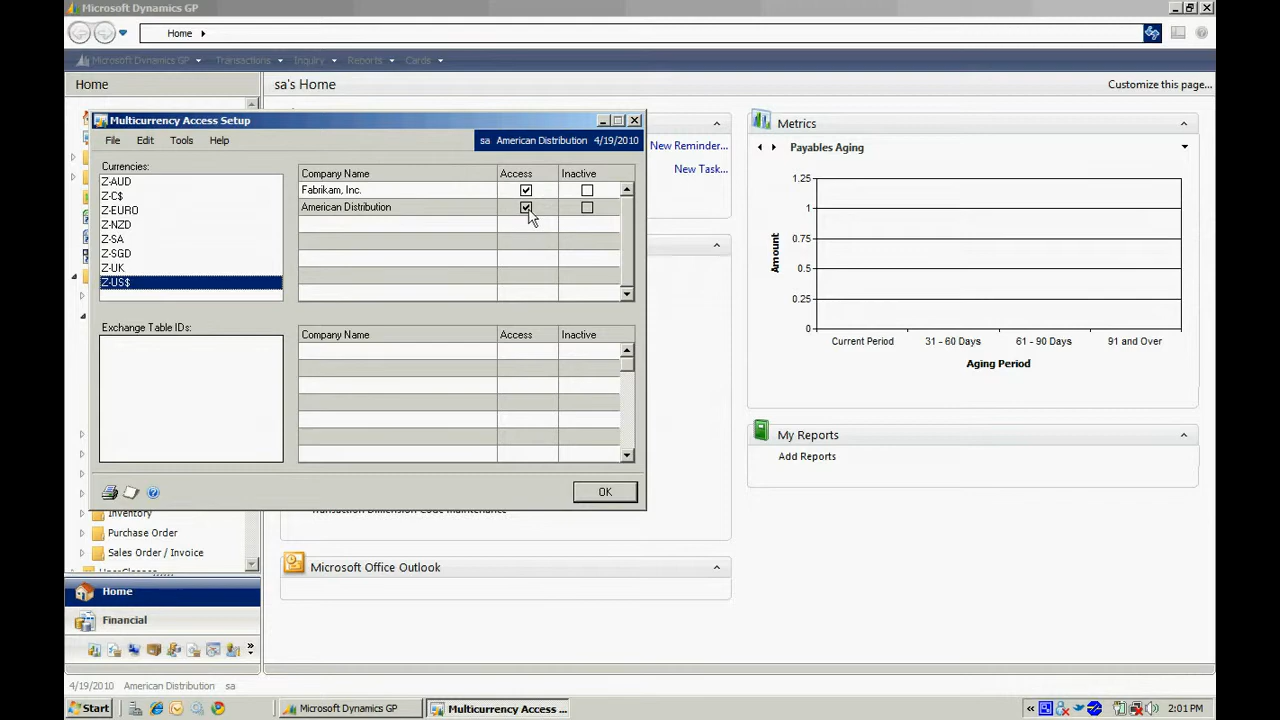 Microsoft Dynamics GP
Home
Microsoft Dynamics GP Transactions Inquiry Reports Cards
Home
sa's Home
Customize this page...
Multicurrency Access Setup
File Edit Tools Help
sa American Distribution 4/19/2010
Currencies:
Z-AUD
Z-C$
Z-EURO
Z-NZD
Z-SA
Z-SGD
Z-UK
Z-US$
Company Name Access Inactive
Fabrikam, Inc.
American Distribution
Exchange Table IDs:
Company Name Access Inactive
OK
New Reminder...
New Task...
Metrics
Payables Aging
1.25
1
0.75
0.5
0.25
0
Amount
Current Period 31 - 60 Days 61 - 90 Days 91 and Over
Aging Period
My Reports
Add Reports
Transaction Dimension Code Maintenance
Microsoft Office Outlook
Inventory
Purchase Order
Sales Order / Invoice
Home
Financial
4/19/2010 American Distribution sa
Start
Microsoft Dynamics GP
Multicurrency Access ...
2:01 PM